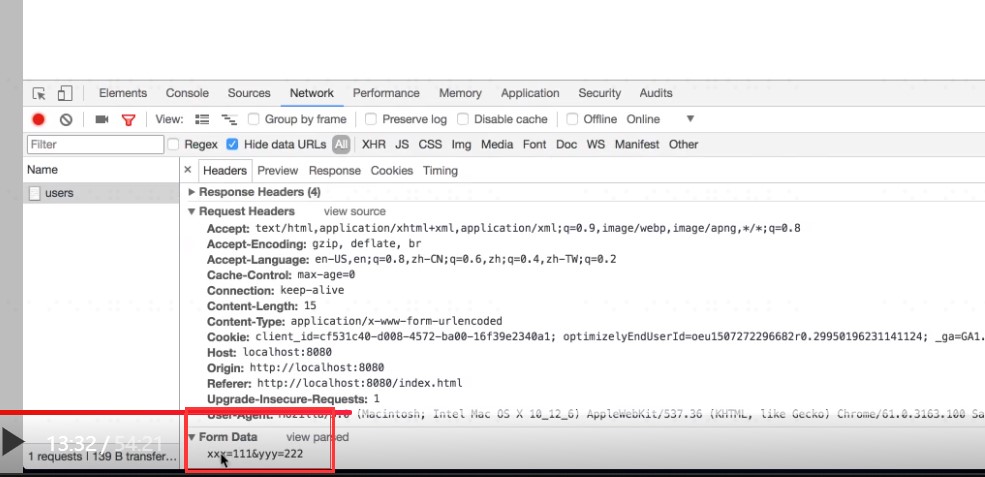 Elements Console Sources Network Performance Memory Application Security Audits
View: Group by frame Preserve log Disable cache Offline Online
Filter Regex Hide data URLs All XHR JS CSS Img Media Font Doc WS Manifest Other
Name × Headers Preview Response Cookies Timing
users
Response Headers (4)
Request Headers view source
Accept: text/html,application/xhtml+xml,application/xml;q=0.9,image/webp,image/apng,*/*;q=0.8
Accept-Encoding: gzip, deflate, br
Accept-Language: en-US,en;q=0.8,zh-CN;q=0.6,zh;q=0.4,zh-TW;q=0.2
Cache-Control: max-age=0
Connection: keep-alive
Content-Length: 15
Content-Type: application/x-www-form-urlencoded
Cookie: client_id=cf531c40-d008-4572-ba00-16f39e2340a1; optimizelyEndUserId=oeu1507272296682r0.29950196231141124; _ga=GA1.
Host: localhost:8080
Origin: http://localhost:8080
Referer: http://localhost:8080/index.html
Upgrade-Insecure-Requests: 1
User-Agent: Mozilla/5.0 (Macintosh; Intel Mac OS X 10_12_6) AppleWebKit/537.36 (KHTML, like Gecko) Chrome/61.0.3163.100 Sa
Form Data view parsed
xxx=111&yyy=222
13:32 / 54:21
1 requests | 139 B transfer...